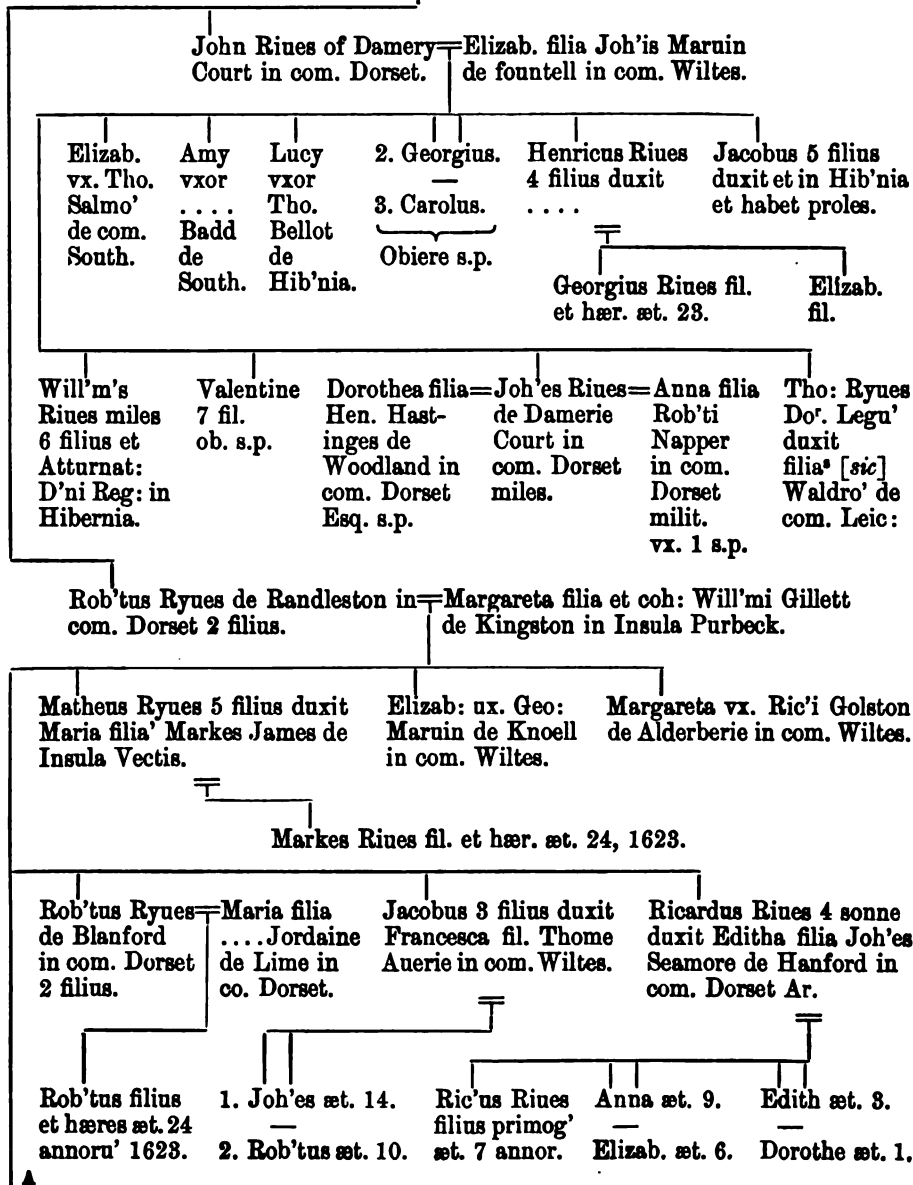 John Riues of Damery
Court in com. Dorset.
Elizab. filia Joh'is Maruin
de fountell in com. Wiltes.
Elizab.
vx. Tho.
Salmo'
de com.
South.
Amy
vxor
....
Badd
de
South.
Lucy
vxor
Tho.
Bellot
de
Hib'nia.
2. Georgius.
—
3. Carolus.
Obiere s.p.
Henricus Riues
4 filius duxit
....
Jacobus 5 filius
duxit et in Hib'nia
et habet proles.
Georgius Riues fil.
et hær. æt. 23.
Elizab.
fil.
Will'm's
Riues miles
6 filius et
Atturnat:
D'ni Reg: in
Hibernia.
Valentine
7 fil.
ob. s.p.
Dorothea filia
Hen. Hast-
inges de
Woodland in
com. Dorset
Esq. s.p.
Joh'es Riues
de Damerie
Court in
com. Dorset
miles.
Anna filia
Rob'ti
Napper
in com.
Dorset
milit.
vx. 1 s.p.
Tho: Ryues
Doʳ. Legu'
duxit
filiaˢ [sic]
Waldro' de
com. Leic:
Rob'tus Ryues de Randleston in
com. Dorset 2 filius.
Margareta filia et coh: Will'mi Gillett
de Kingston in Insula Purbeck.
Matheus Ryues 5 filius duxit
Maria filia' Markes James de
Insula Vectis.
Elizab: ux. Geo:
Maruin de Knoell
in com. Wiltes.
Margareta vx. Ric'i Golston
de Alderberie in com. Wiltes.
Markes Riues fil. et hær. æt. 24, 1623.
Rob'tus Ryues
de Blanford
in com. Dorset
2 filius.
Maria filia
....Jordaine
de Lime in
co. Dorset.
Jacobus 3 filius duxit
Francesca fil. Thome
Auerie in com. Wiltes.
Ricardus Riues 4 sonne
duxit Editha filia Joh'es
Seamore de Hanford in
com. Dorset Ar.
Rob'tus filius
et hæres æt. 24
annoru' 1623.
1. Joh'es æt. 14.
—
2. Rob'tus æt. 10.
Ric'us Riues
filius primog'
æt. 7 annor.
Anna æt. 9.
—
Elizab. æt. 6.
Edith æt. 3.
—
Dorothe æt. 1.
A